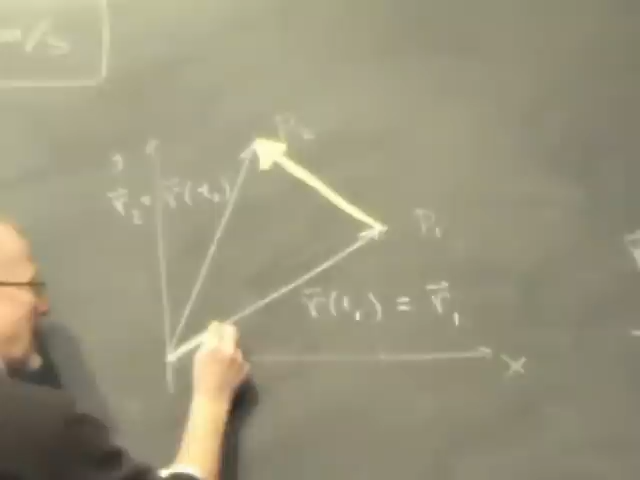 m/s
P₂
y
r⃗₂ = r⃗(t₂)
P₁
r⃗(t₁) = r⃗₁
x